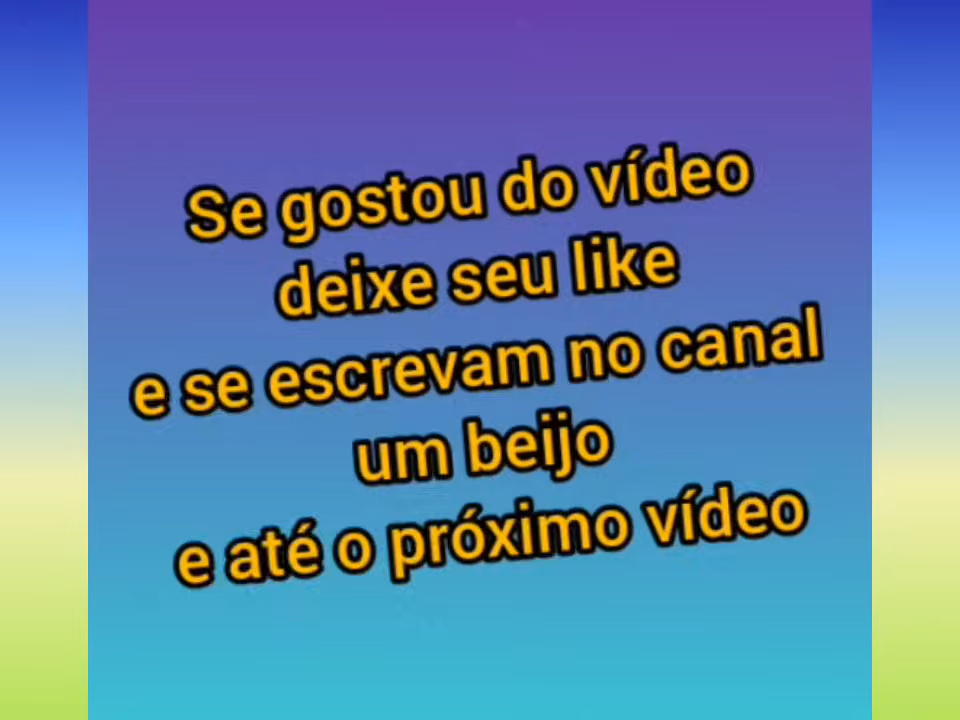 Se gostou do vídeo
deixe seu like
e se escrevam no canal
um beijo
e até o próximo vídeo